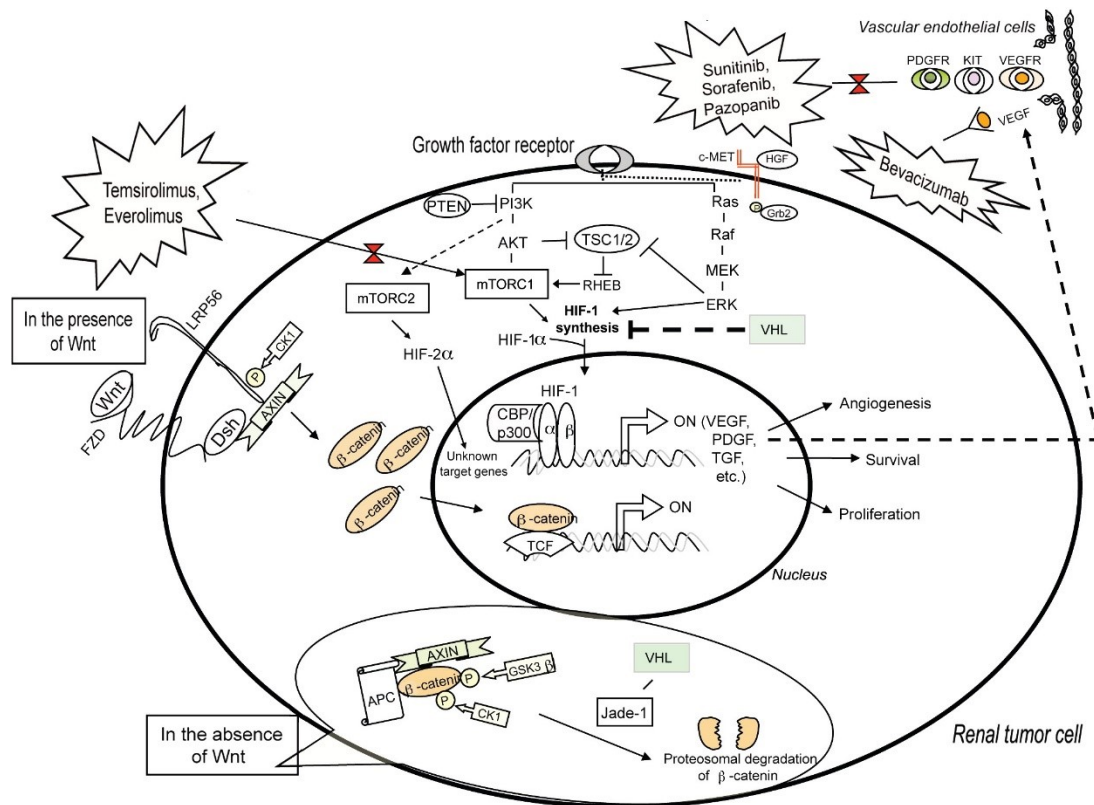 Vascular endothelial cells
PDGFR
KIT
VEGFR
VEGF
Sunitinib,
Sorafenib,
Pazopanib
Bevacizumab
Growth factor receptor
c-MET
HGF
P
Grb2
Temsirolimus,
Everolimus
PTEN
PI3K
Ras
Raf
MEK
ERK
AKT
TSC1/2
mTORC2
mTORC1
RHEB
HIF-1
synthesis
VHL
HIF-2α
HIF-1α
In the presence
of Wnt
LRP56
CK1
P
AXIN
Wnt
FZD
Dsh
β-catenin
β-catenin
β-catenin
HIF-1
CBP/
p300
α
β
ON (VEGF,
PDGF,
TGF,
etc.)
Unknown
target genes
β-catenin
TCF
ON
Angiogenesis
Survival
Proliferation
Nucleus
AXIN
APC
β-catenin
P
GSK3 β
P
CK1
VHL
Jade-1
Proteosomal degradation
of β-catenin
In the absence
of Wnt
Renal tumor cell